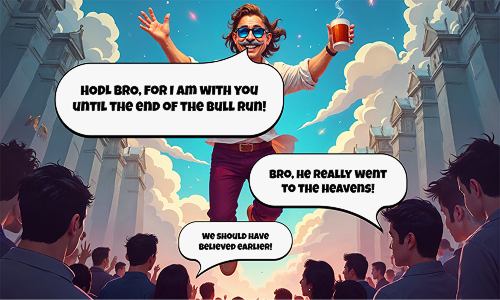 HODL BRO, FOR I AM WITH YOU
UNTIL THE END OF THE BULL RUN!
BRO, HE REALLY WENT
TO THE HEAVENS!
WE SHOULD HAVE
BELIEVED EARLIER!